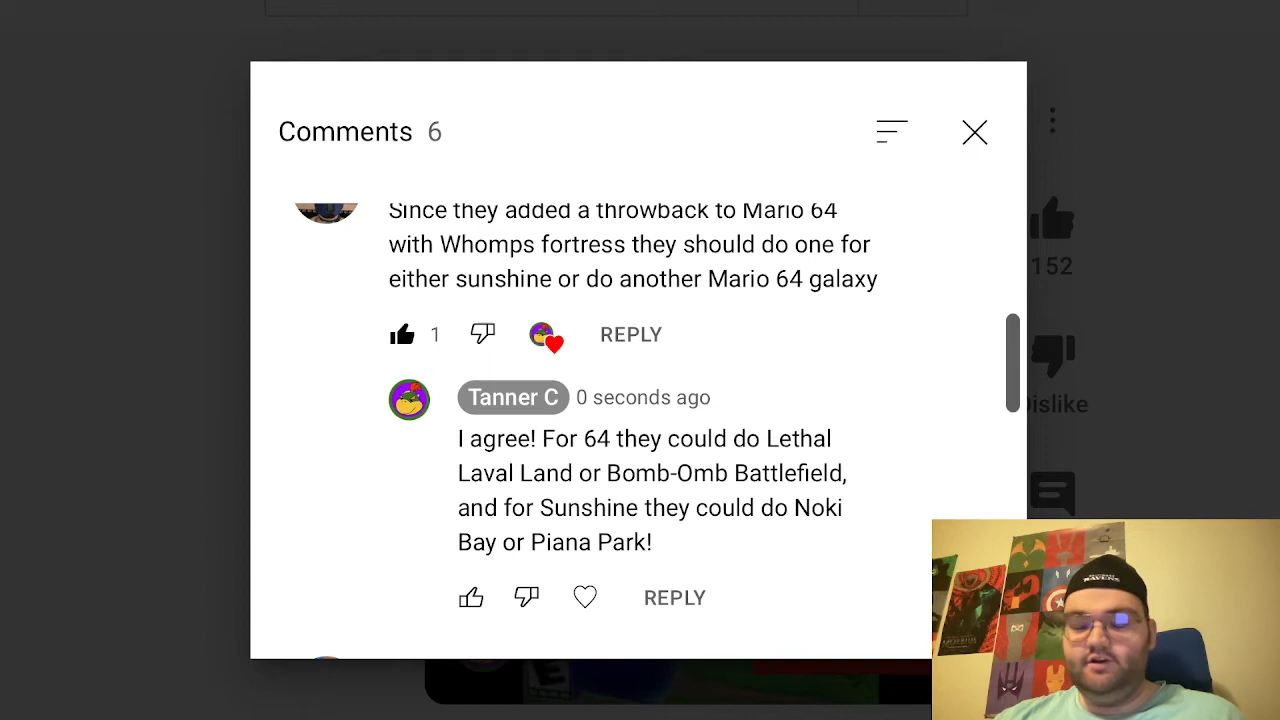 Comments 6
Since they added a throwback to Mario 64
with Whomps fortress they should do one for
either sunshine or do another Mario 64 galaxy
1 REPLY
Tanner C 0 seconds ago
I agree! For 64 they could do Lethal
Laval Land or Bomb-Omb Battlefield,
and for Sunshine they could do Noki
Bay or Piana Park!
REPLY
152
Dislike
E
RAVENS